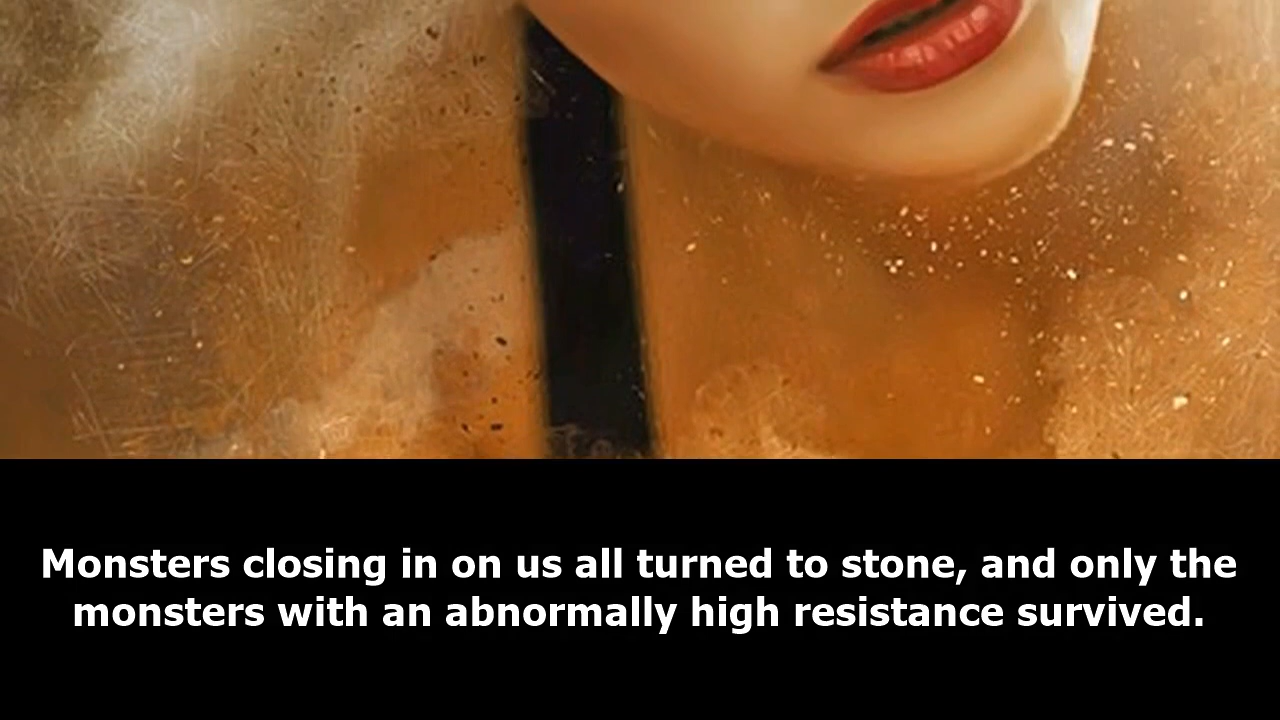 Monsters closing in on us all turned to stone, and only the
monsters with an abnormally high resistance survived.